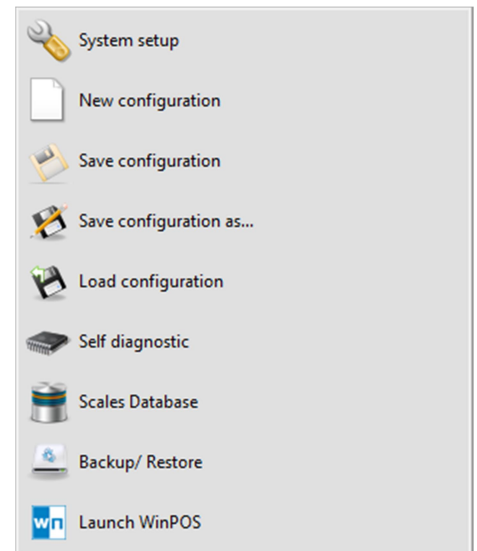 System setup
New configuration
Save configuration
Save configuration as...
Load configuration
Self diagnostic
Scales Database
Backup/ Restore
wn Launch WinPOS